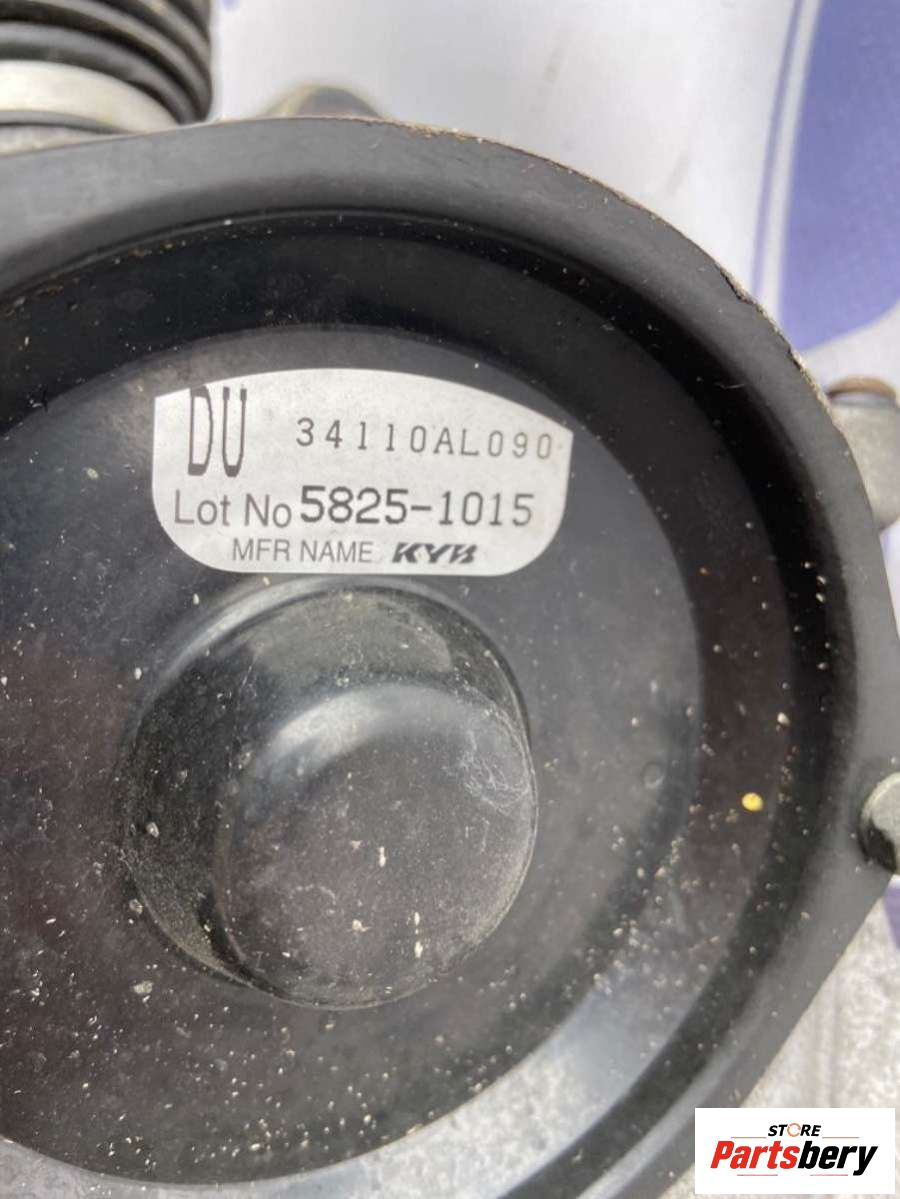 DU 34110AL090
Lot No 5825-1015
MFR NAME KYB
STORE
Partsbery